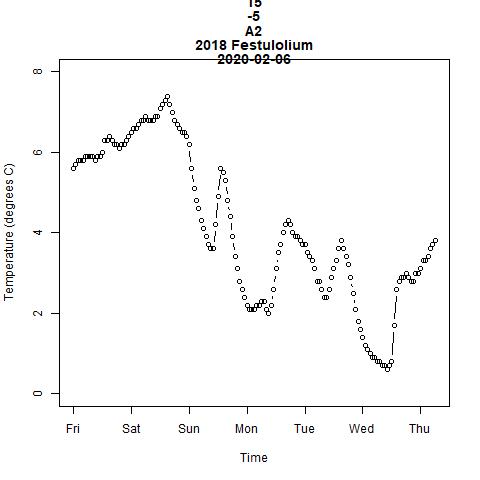 15
-5
A2
2018 Festulolium
2020-02-06
Temperature (degrees C)
8
6
4
2
0
Fri Sat Sun Mon Tue Wed Thu
Time